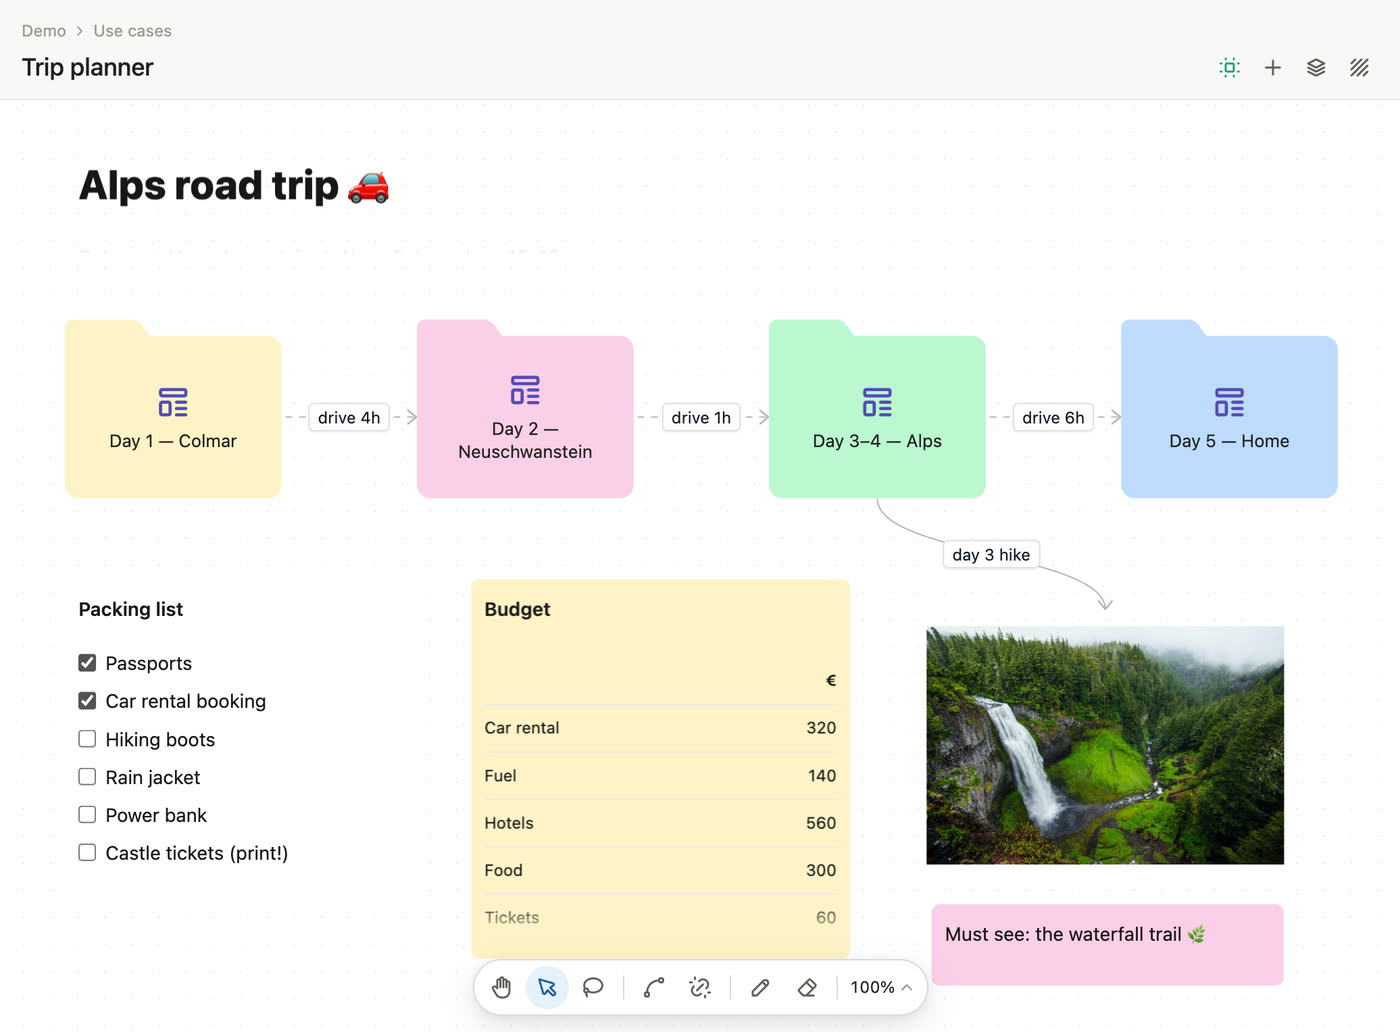 Demo > Use cases
Trip planner
Alps road trip 🚗
Day 1 — Colmar
drive 4h
Day 2 —
Neuschwanstein
drive 1h
Day 3–4 — Alps
drive 6h
Day 5 — Home
day 3 hike
Packing list
Passports
Car rental booking
Hiking boots
Rain jacket
Power bank
Castle tickets (print!)
Budget
€
Car rental 320
Fuel 140
Hotels 560
Food 300
Tickets 60
Must see: the waterfall trail 🌿
100%